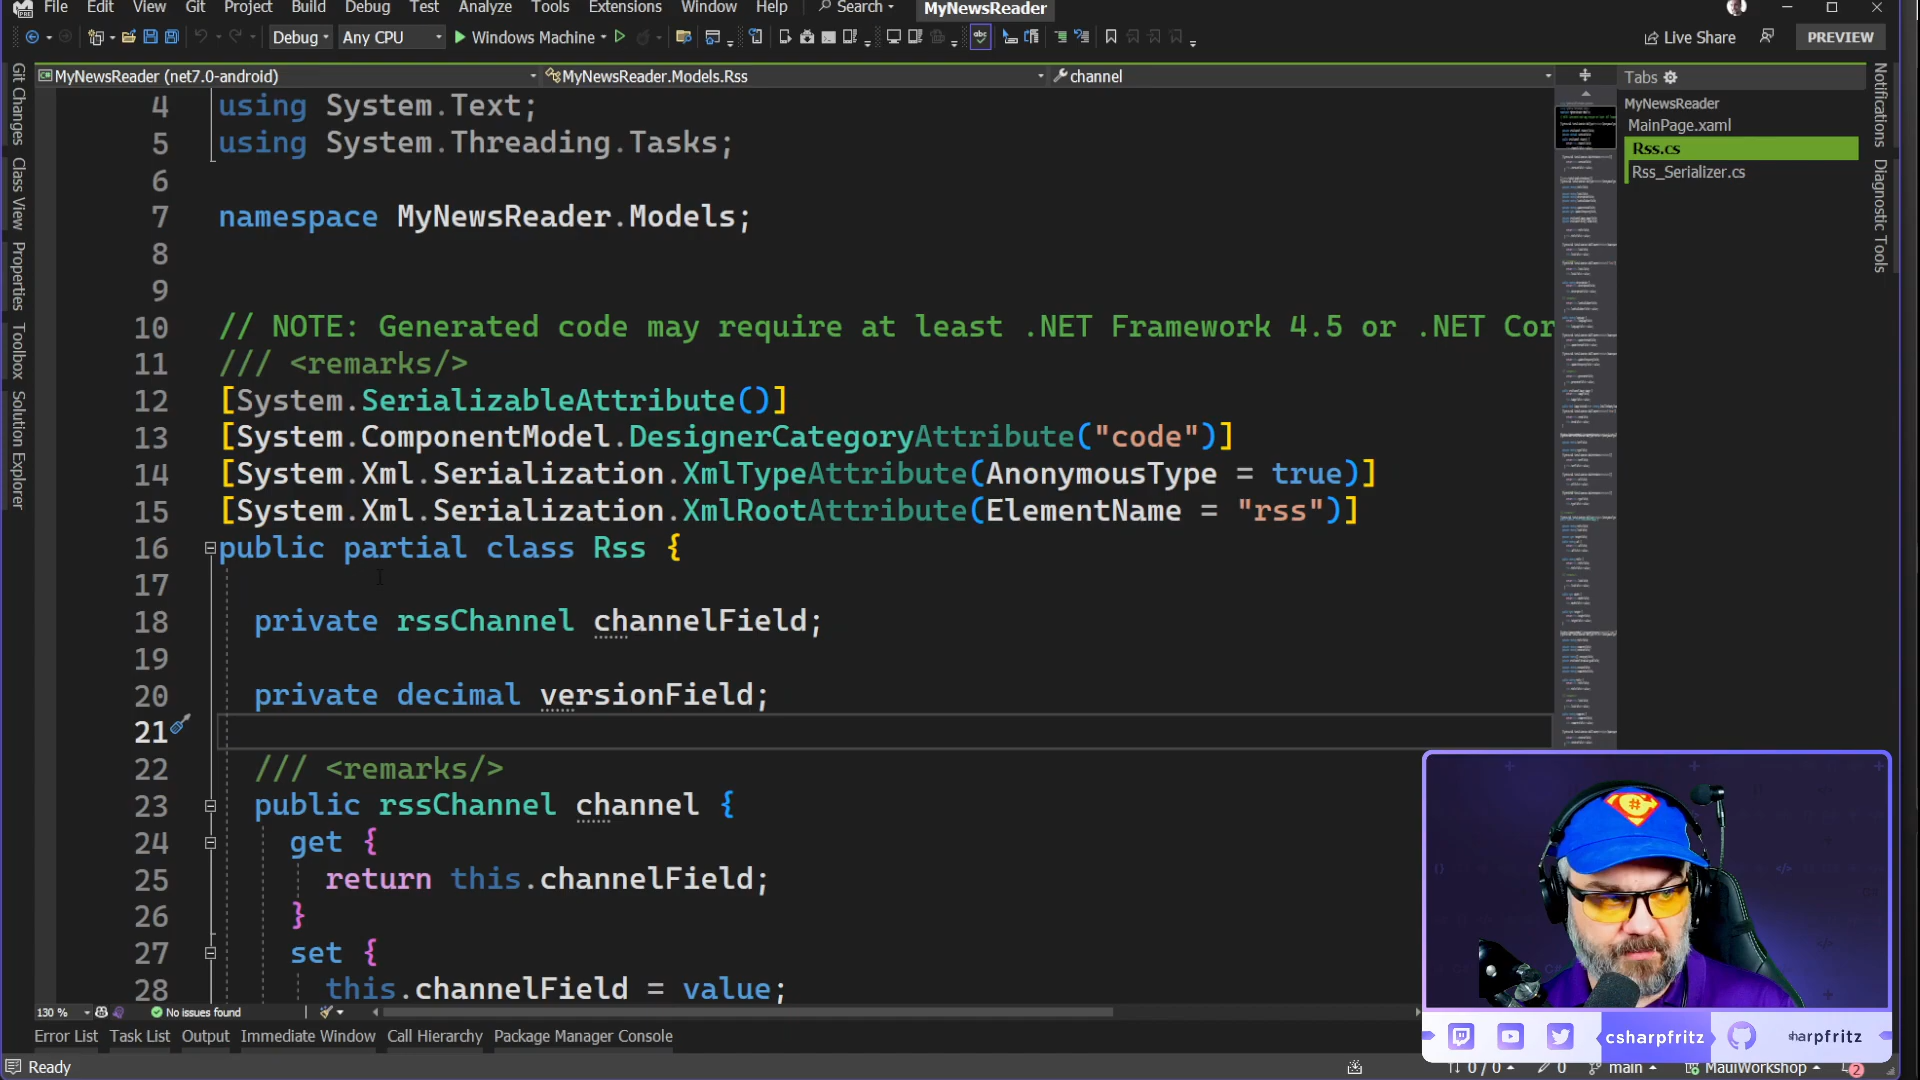 File Edit View Git Project Build Debug Test Analyze Tools Extensions Window Help Search MyNewsReader
Debug Any CPU Windows Machine Live Share PREVIEW
MyNewsReader (net7.0-android) MyNewsReader.Models.Rss channel
Tabs
MyNewsReader
MainPage.xaml
Rss.cs
Rss_Serializer.cs
Git Changes
Class View
Properties
Toolbox
Solution Explorer
Notifications
Diagnostic Tools
4 using System.Text;
5 using System.Threading.Tasks;
6
7 namespace MyNewsReader.Models;
8
9
10 // NOTE: Generated code may require at least .NET Framework 4.5 or .NET Cor
11 /// <remarks/>
12 [System.SerializableAttribute()]
13 [System.ComponentModel.DesignerCategoryAttribute("code")]
14 [System.Xml.Serialization.XmlTypeAttribute(AnonymousType = true)]
15 [System.Xml.Serialization.XmlRootAttribute(ElementName = "rss")]
16 public partial class Rss {
17
18 private rssChannel channelField;
19
20 private decimal versionField;
21
22 /// <remarks/>
23 public rssChannel channel {
24 get {
25 return this.channelField;
26 }
27 set {
28 this.channelField = value;
130 % No issues found
Error List Task List Output Immediate Window Call Hierarchy Package Manager Console
Ready 0 / 0 0 main MauiWorkshop 2
#
csharpfritz sharpfritz